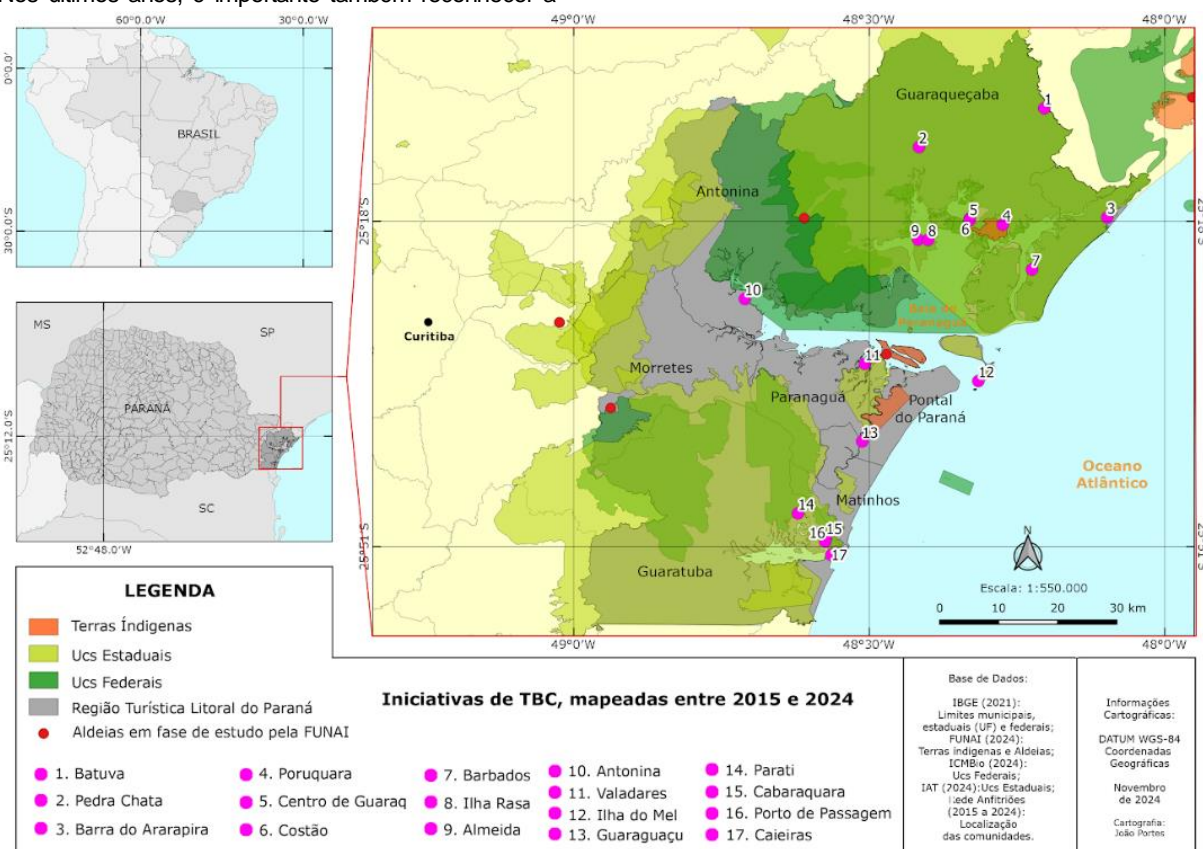 Nos últimos anos, é importante também reconhecer a
60°0.0'W
30°0.0'W
0°0.0'
30°0.0'S
BRASIL
MS
SP
PARANÁ
SC
25°12.0'S
52°48.0'W
49°0'W
48°30'W
48°0'W
25°18'S
25°51'S
Guaraqueçaba
Antonina
Curitiba
Morretes
Paranaguá
Pontal
do Paraná
Matinhos
Guaratuba
Baia de
Paranaguá
Oceano
Atlântico
1
2
3
4
5
6
7
8
9
10
11
12
13
14
15
16
17
N
Escala: 1:550.000
0 10 20 30 km
LEGENDA
Terras Índigenas
Ucs Estaduais
Ucs Federais
Região Turística Litoral do Paraná
Aldeias em fase de estudo pela FUNAI
Iniciativas de TBC, mapeadas entre 2015 e 2024
1. Batuva
2. Pedra Chata
3. Barra do Ararapira
4. Poruquara
5. Centro de Guaraq
6. Costão
7. Barbados
8. Ilha Rasa
9. Almeida
10. Antonina
11. Valadares
12. Ilha do Mel
13. Guaraguaçu
14. Parati
15. Cabaraquara
16. Porto de Passagem
17. Caieiras
Base de Dados:
IBGE (2021):
Limites municipais,
estaduais (UF) e federais;
FUNAI (2024):
Terras indígenas e Aldeias;
ICMBio (2024):
Ucs Federais;
IAT (2024):Ucs Estaduais;
Rede Anfitriões
(2015 a 2024):
Localização
das comunidades.
Informações
Cartográficas:
DATUM WGS-84
Coordenadas
Geográficas
Novembro
de 2024
Cartografia:
João Portes